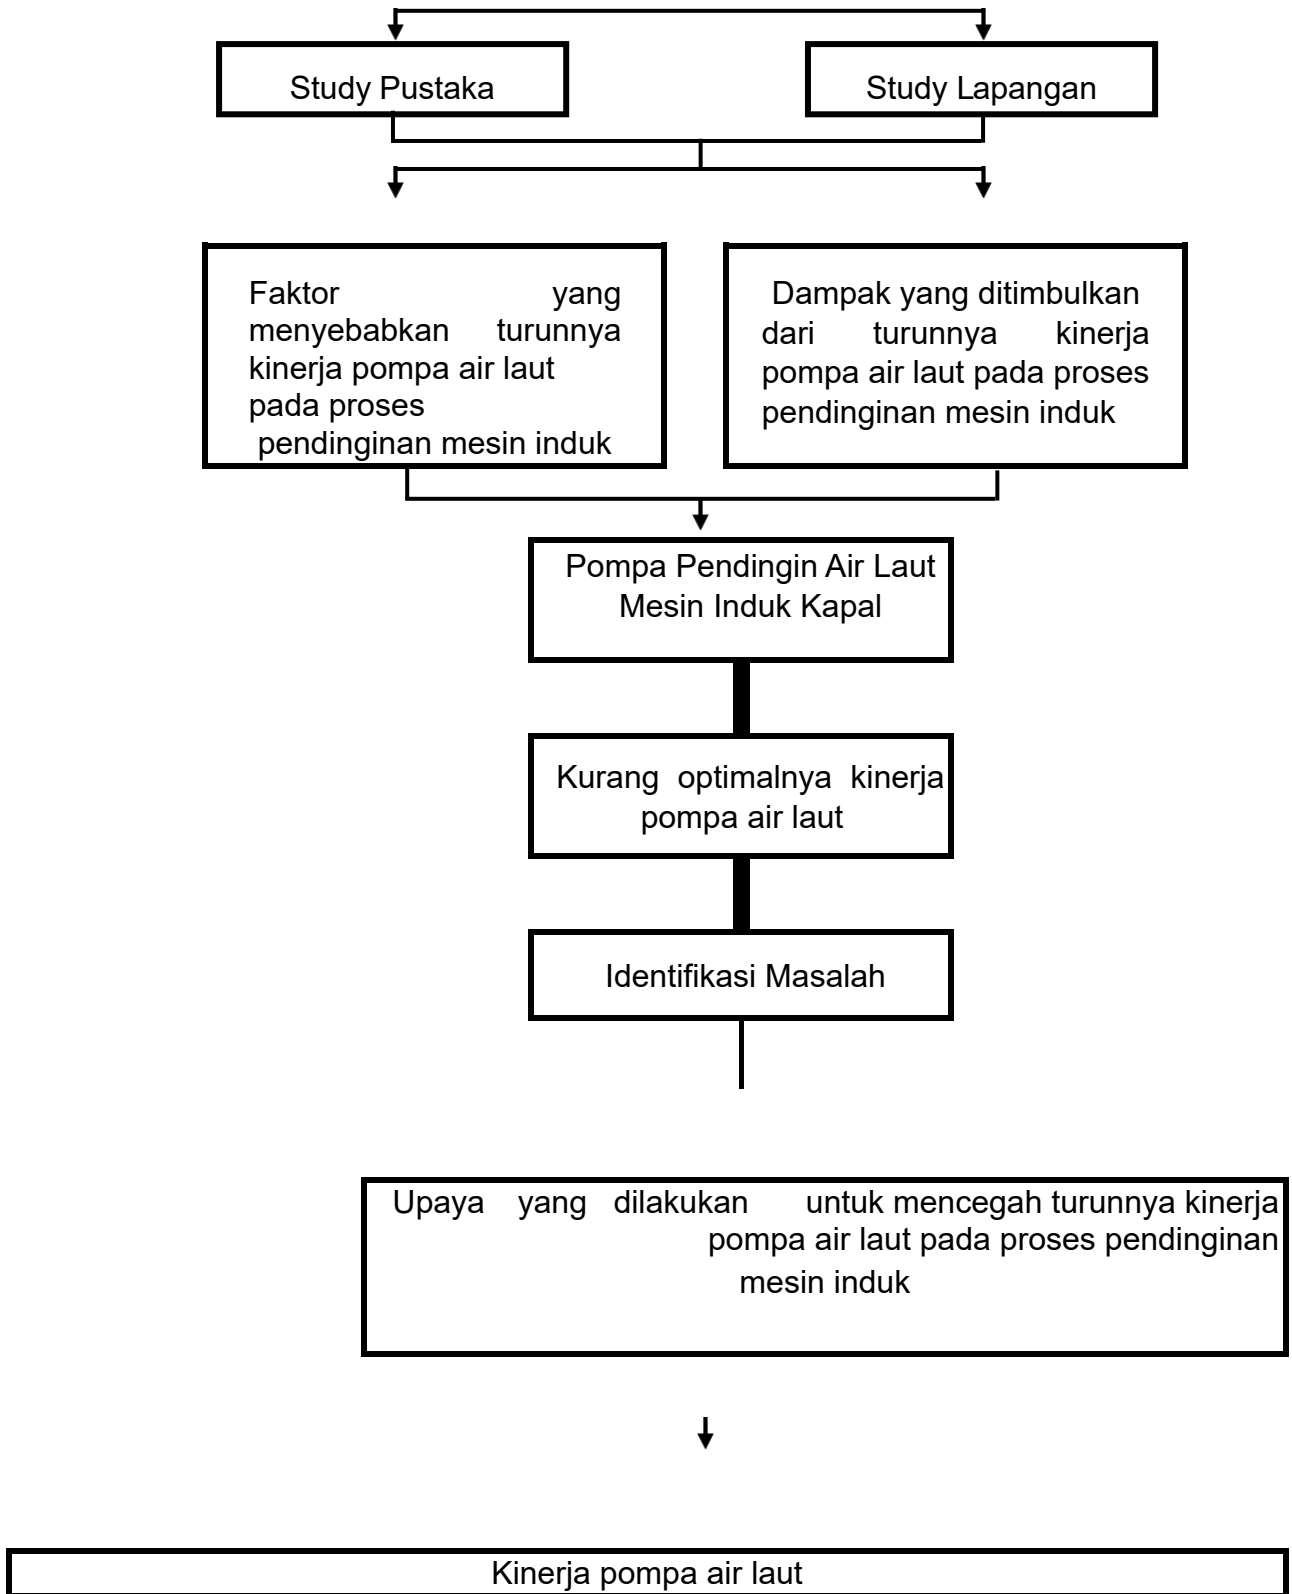 Study Pustaka
Study Lapangan
Faktor yang
menyebabkan turunnya
kinerja pompa air laut
pada proses
pendinginan mesin induk
Dampak yang ditimbulkan
dari turunnya kinerja
pompa air laut pada proses
pendinginan mesin induk
Pompa Pendingin Air Laut
Mesin Induk Kapal
Kurang optimalnya kinerja
pompa air laut
Identifikasi Masalah
Upaya yang dilakukan untuk mencegah turunnya kinerja
pompa air laut pada proses pendinginan
mesin induk
Kinerja pompa air laut